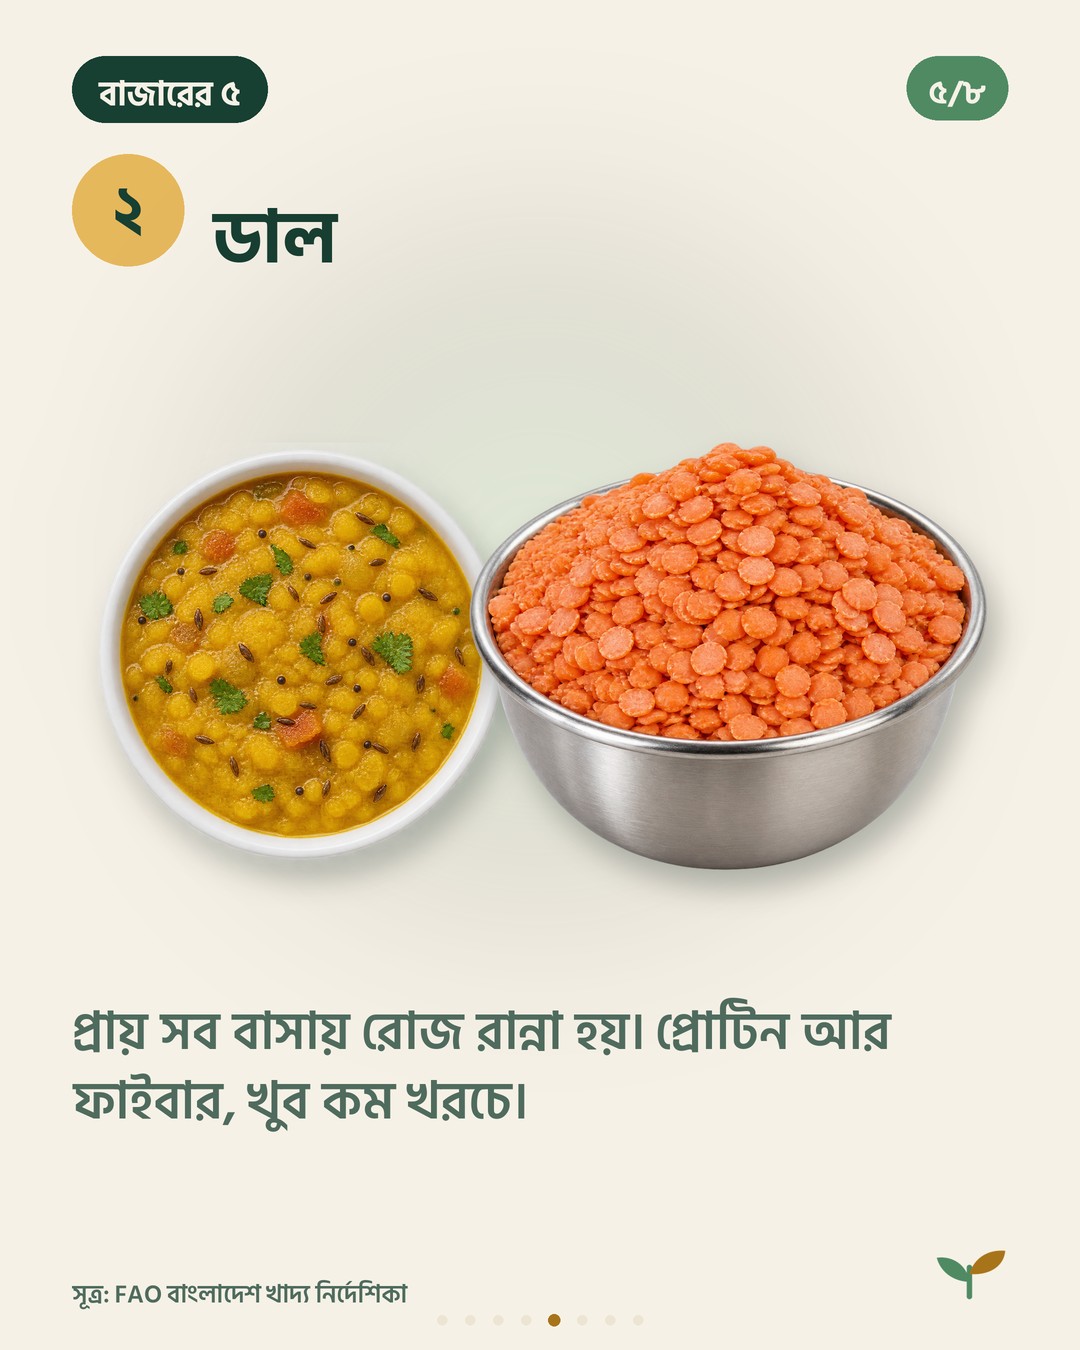 বাজারের ৫
৫/৮
২
ডাল
প্রায় সব বাসায় রোজ রান্না হয়। প্রোটিন আর
ফাইবার, খুব কম খরচে।
সূত্র: FAO বাংলাদেশ খাদ্য নির্দেশিকা